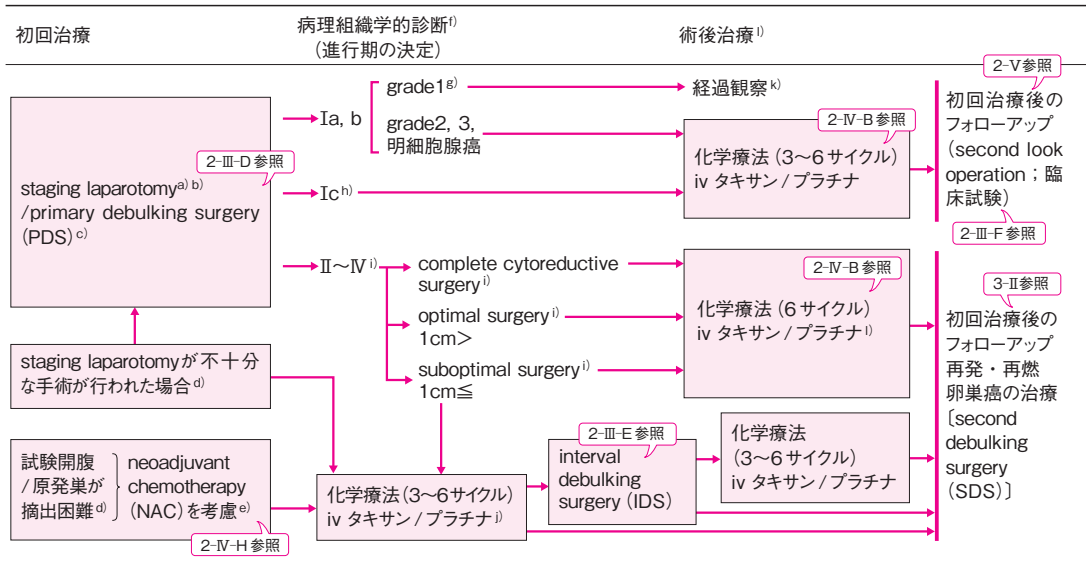 初回治療
病理組織学的診断f)
(進行期の決定)
術後治療l)
2-Ⅴ参照
grade1g)
経過観察k)
Ia, b
grade2, 3,
明細胞腺癌
2-Ⅳ-B 参照
化学療法(3~6サイクル)
iv タキサン/プラチナ
初回治療後の
フォローアップ
(second look
operation;臨
床試験)
2-Ⅲ-F 参照
2-Ⅲ-D 参照
staging laparotomya) b)
/primary debulking surgery
(PDS)c)
Ich)
Ⅱ~Ⅳi)
complete cytoreductive
surgeryi)
optimal surgeryi)
1cm>
suboptimal surgeryi)
1cm≦
2-Ⅳ-B 参照
化学療法(6サイクル)
iv タキサン/プラチナl)
3-Ⅱ参照
初回治療後の
フォローアップ
再発・再燃
卵巣癌の治療
〔second
debulking
surgery
(SDS)〕
staging laparotomyが不十分
な手術が行われた場合d)
試験開腹
/原発巣が
摘出困難d)
neoadjuvant
chemotherapy
(NAC)を考慮e)
2-Ⅳ-H 参照
化学療法(3~6サイクル)
iv タキサン/プラチナj)
2-Ⅲ-E 参照
interval
debulking
surgery (IDS)
化学療法
(3~6サイクル)
iv タキサン/プラチナ